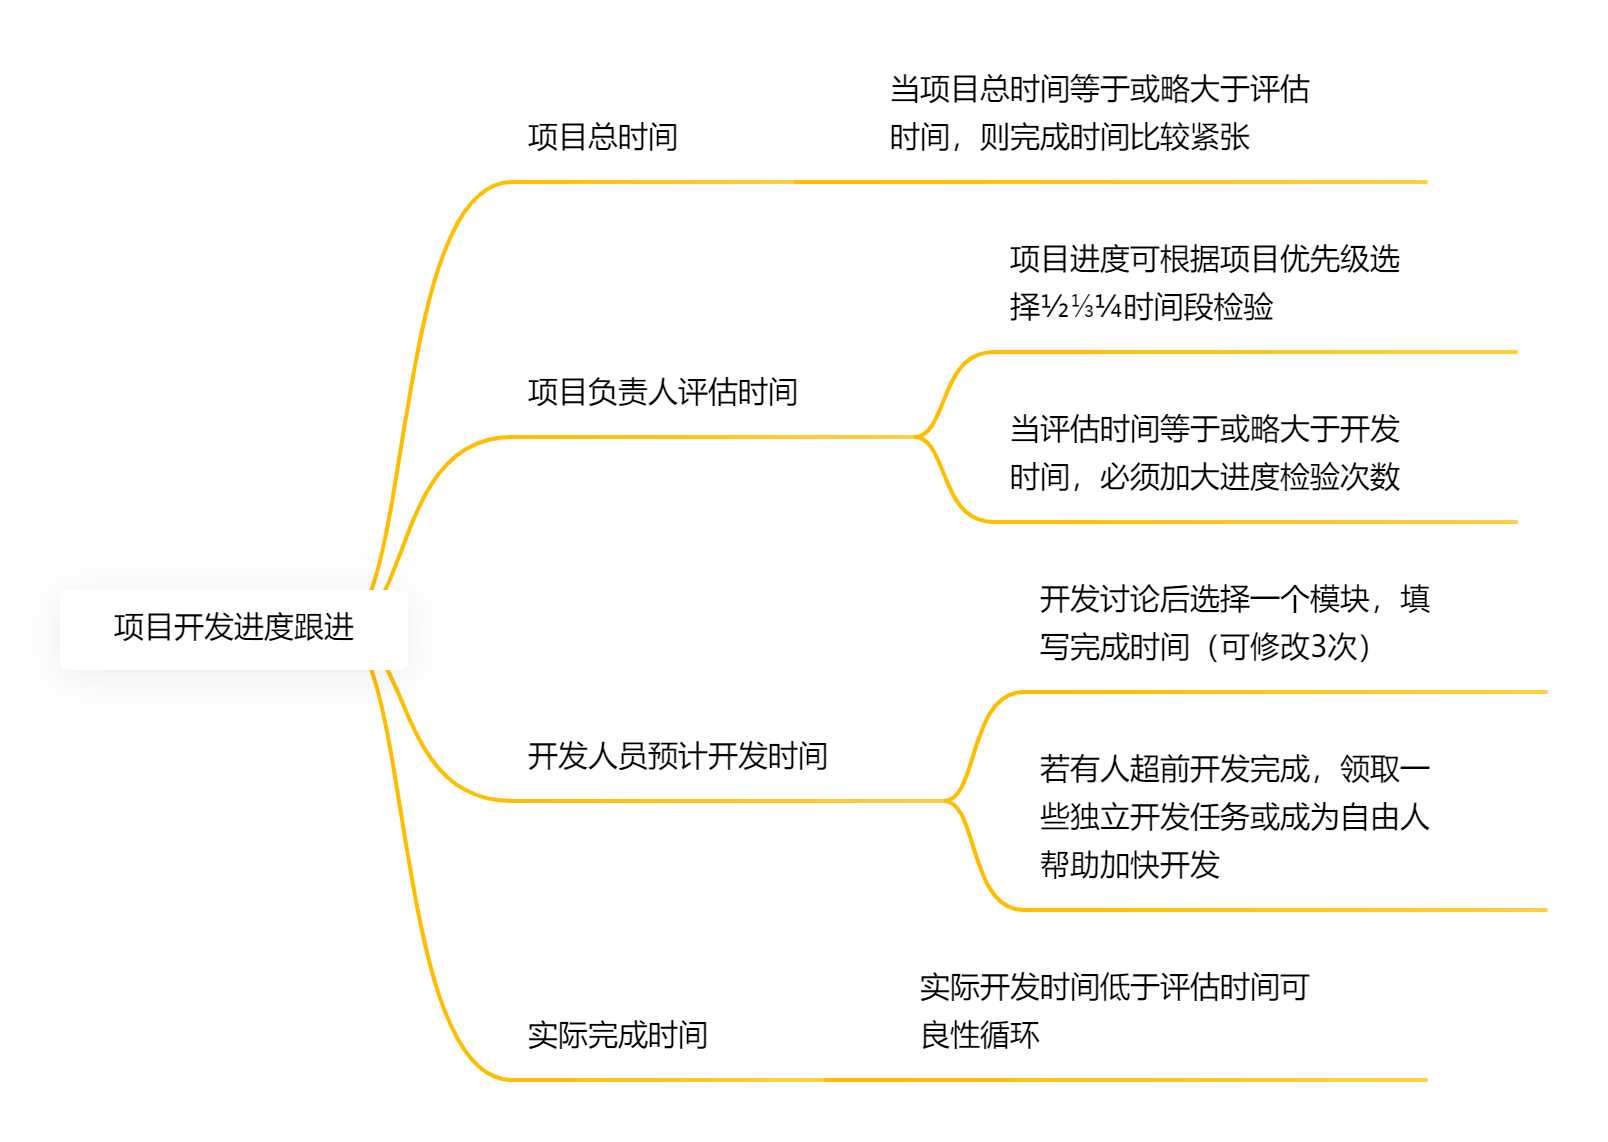 项目开发进度跟进
项目总时间
当项目总时间等于或略大于评估
时间，则完成时间比较紧张
项目负责人评估时间
项目进度可根据项目优先级选
择½⅓¼时间段检验
当评估时间等于或略大于开发
时间，必须加大进度检验次数
开发人员预计开发时间
开发讨论后选择一个模块，填
写完成时间（可修改3次）
若有人超前开发完成，领取一
些独立开发任务或成为自由人
帮助加快开发
实际完成时间
实际开发时间低于评估时间可
良性循环